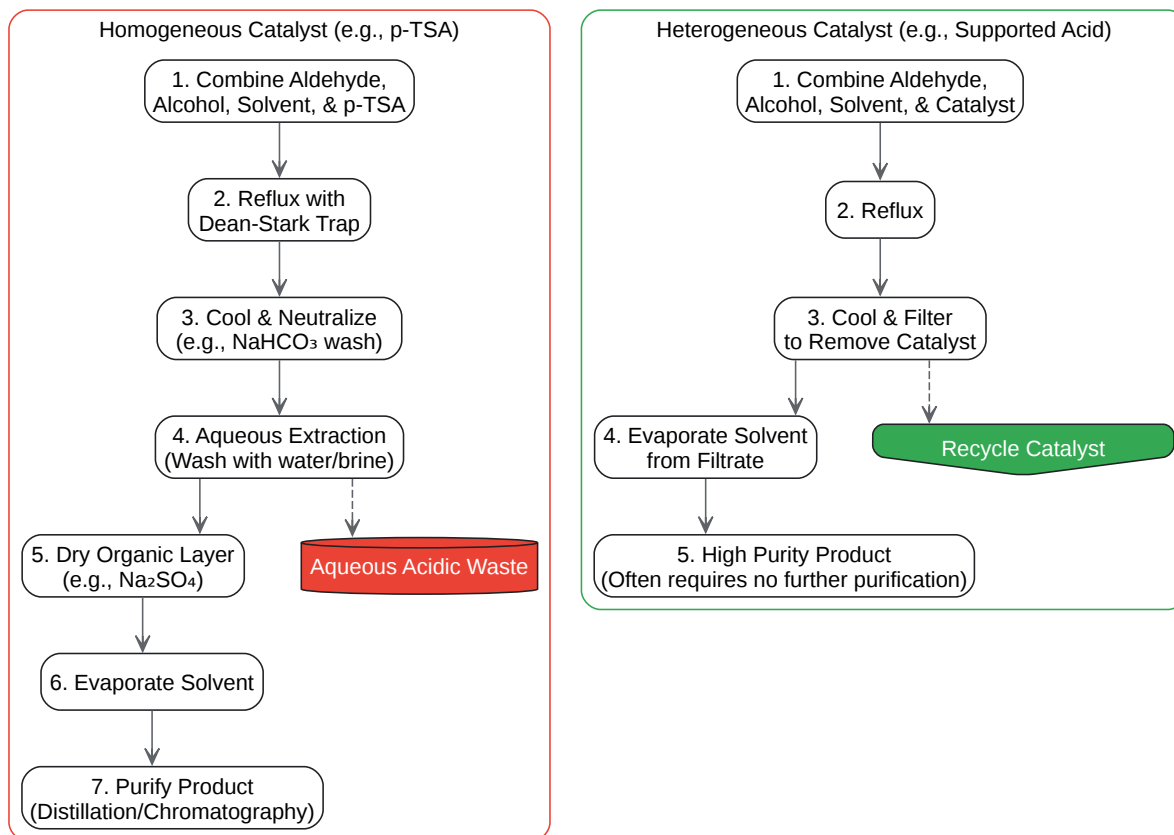 Homogeneous Catalyst (e.g., p-TSA)
1. Combine Aldehyde,
Alcohol, Solvent, & p-TSA
2. Reflux with
Dean-Stark Trap
3. Cool & Neutralize
(e.g., NaHCO₃ wash)
4. Aqueous Extraction
(Wash with water/brine)
5. Dry Organic Layer
(e.g., Na₂SO₄)
Aqueous Acidic Waste
6. Evaporate Solvent
7. Purify Product
(Distillation/Chromatography)
Heterogeneous Catalyst (e.g., Supported Acid)
1. Combine Aldehyde,
Alcohol, Solvent, & Catalyst
2. Reflux
3. Cool & Filter
to Remove Catalyst
4. Evaporate Solvent
from Filtrate
Recycle Catalyst
5. High Purity Product
(Often requires no further purification)